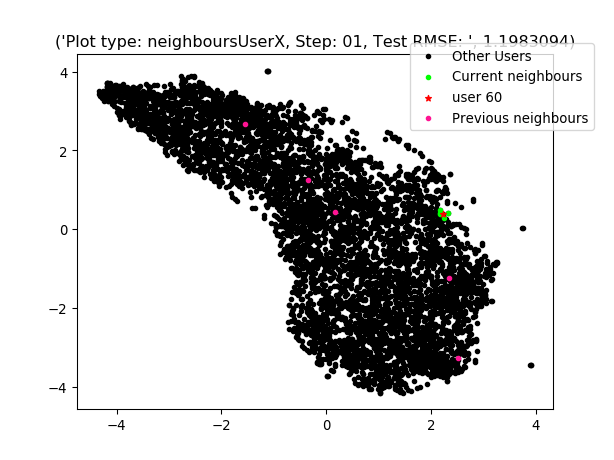 ('Plot type: neighboursUserX, Step: 01, Test RMSE: ', 1.1983094)
Other Users
Current neighbours
user 60
Previous neighbours
4
2
0
−2
−4
−4 −2 0 2 4